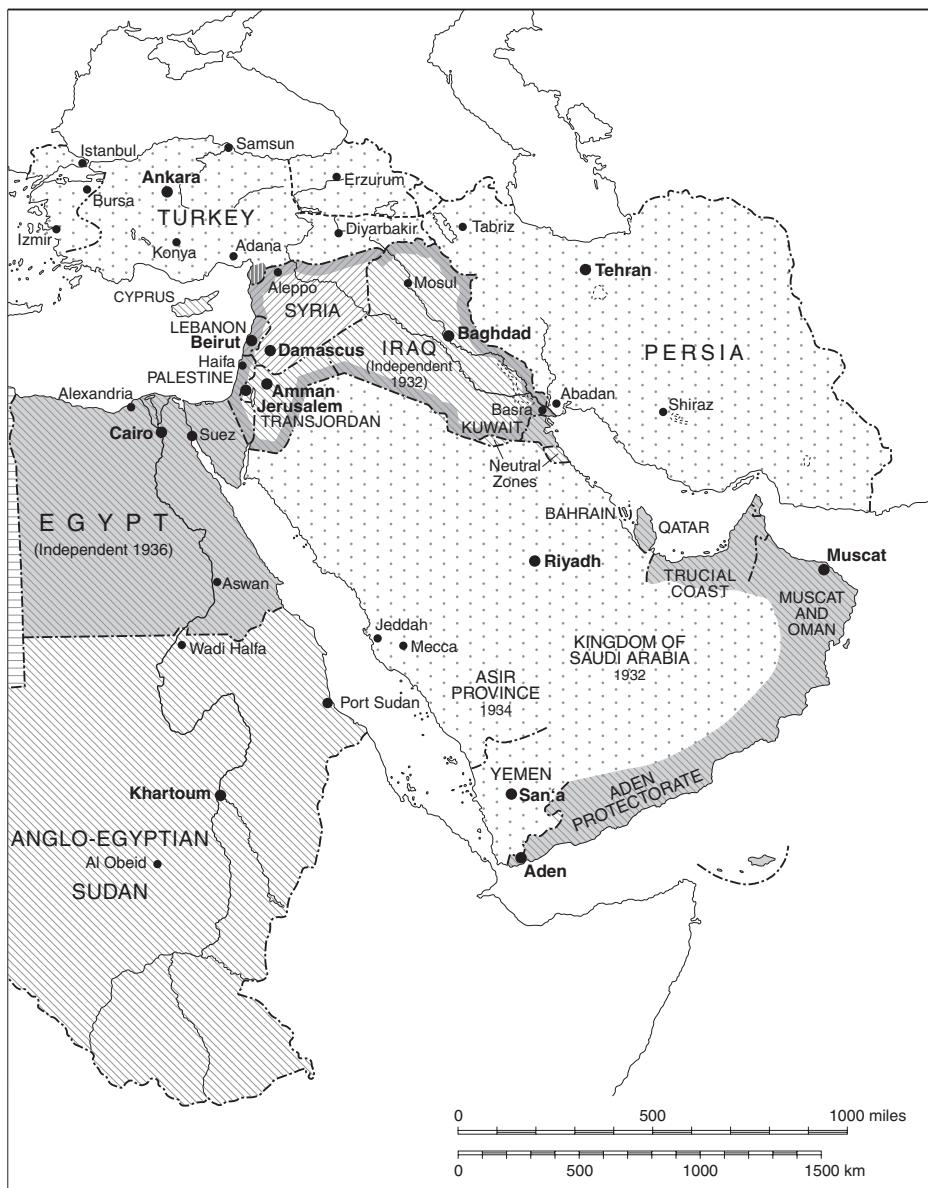 Istanbul
Samsun
Ankara
Erzurum
Bursa
TURKEY
Izmir
Diyarbakir
Tabriz
Konya
Adana
Tehran
Aleppo
Mosul
CYPRUS
SYRIA
LEBANON
Beirut
Baghdad
IRAQ
PERSIA
Damascus
(Independent
1932)
Haifa
PALESTINE
Alexandria
Amman
Abadan
Jerusalem
Basra
Shiraz
TRANSJORDAN
KUWAIT
Cairo
Suez
Neutral
Zones
BAHRAIN
QATAR
EGYPT
(Independent 1936)
Riyadh
Muscat
TRUCIAL
COAST
Aswan
MUSCAT
AND
OMAN
Jeddah
Mecca
Wadi Halfa
KINGDOM OF
SAUDI ARABIA
1932
ASIR
PROVINCE
1934
Port Sudan
YEMEN
San'a
ADEN
PROTECTORATE
Khartoum
ANGLO-EGYPTIAN
Al Obeid
SUDAN
Aden
0 500 1000 miles
0 500 1000 1500 km